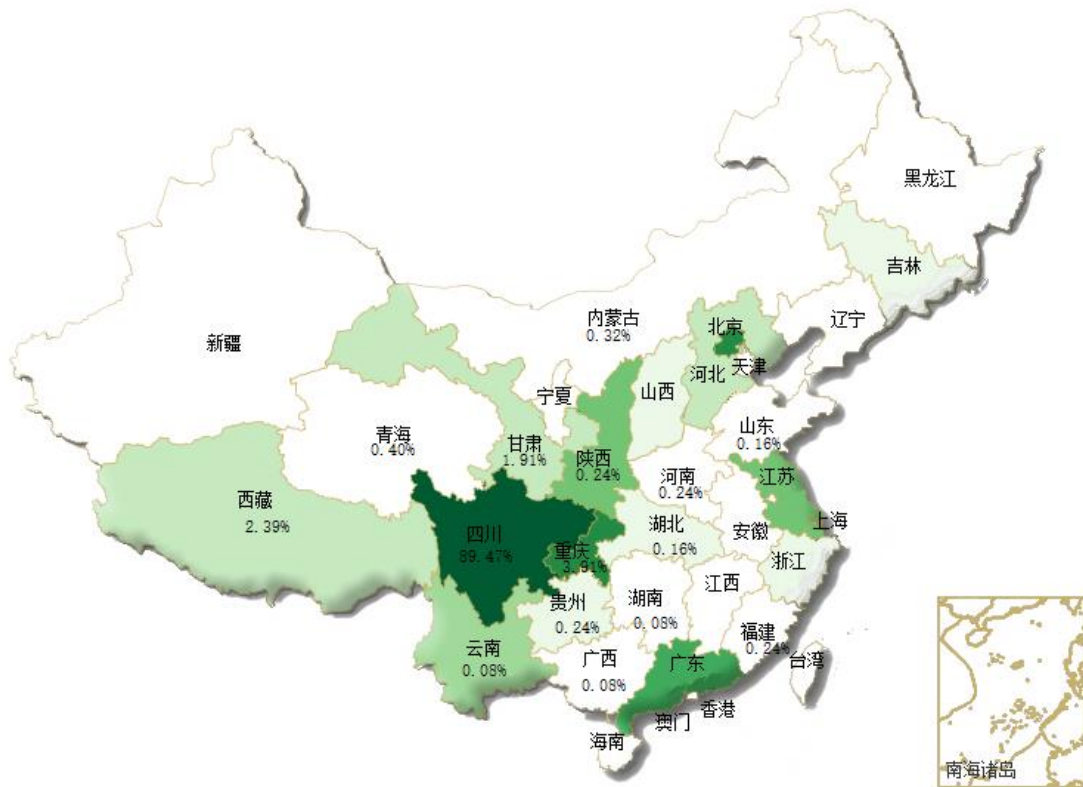 黑龙江
吉林
辽宁
内蒙古
0.32%
北京
新疆
天津
河北
山西
宁夏
山东
0.16%
青海
0.40%
甘肃
1.91%
陕西
0.24%
河南
0.24%
江苏
西藏
2.39%
湖北
0.16%
安徽
上海
四川
89.47%
重庆
3.91%
浙江
江西
贵州
0.24%
湖南
0.08%
福建
0.24%
云南
0.08%
广西
0.08%
广东
台湾
香港
澳门
海南
南海诸岛